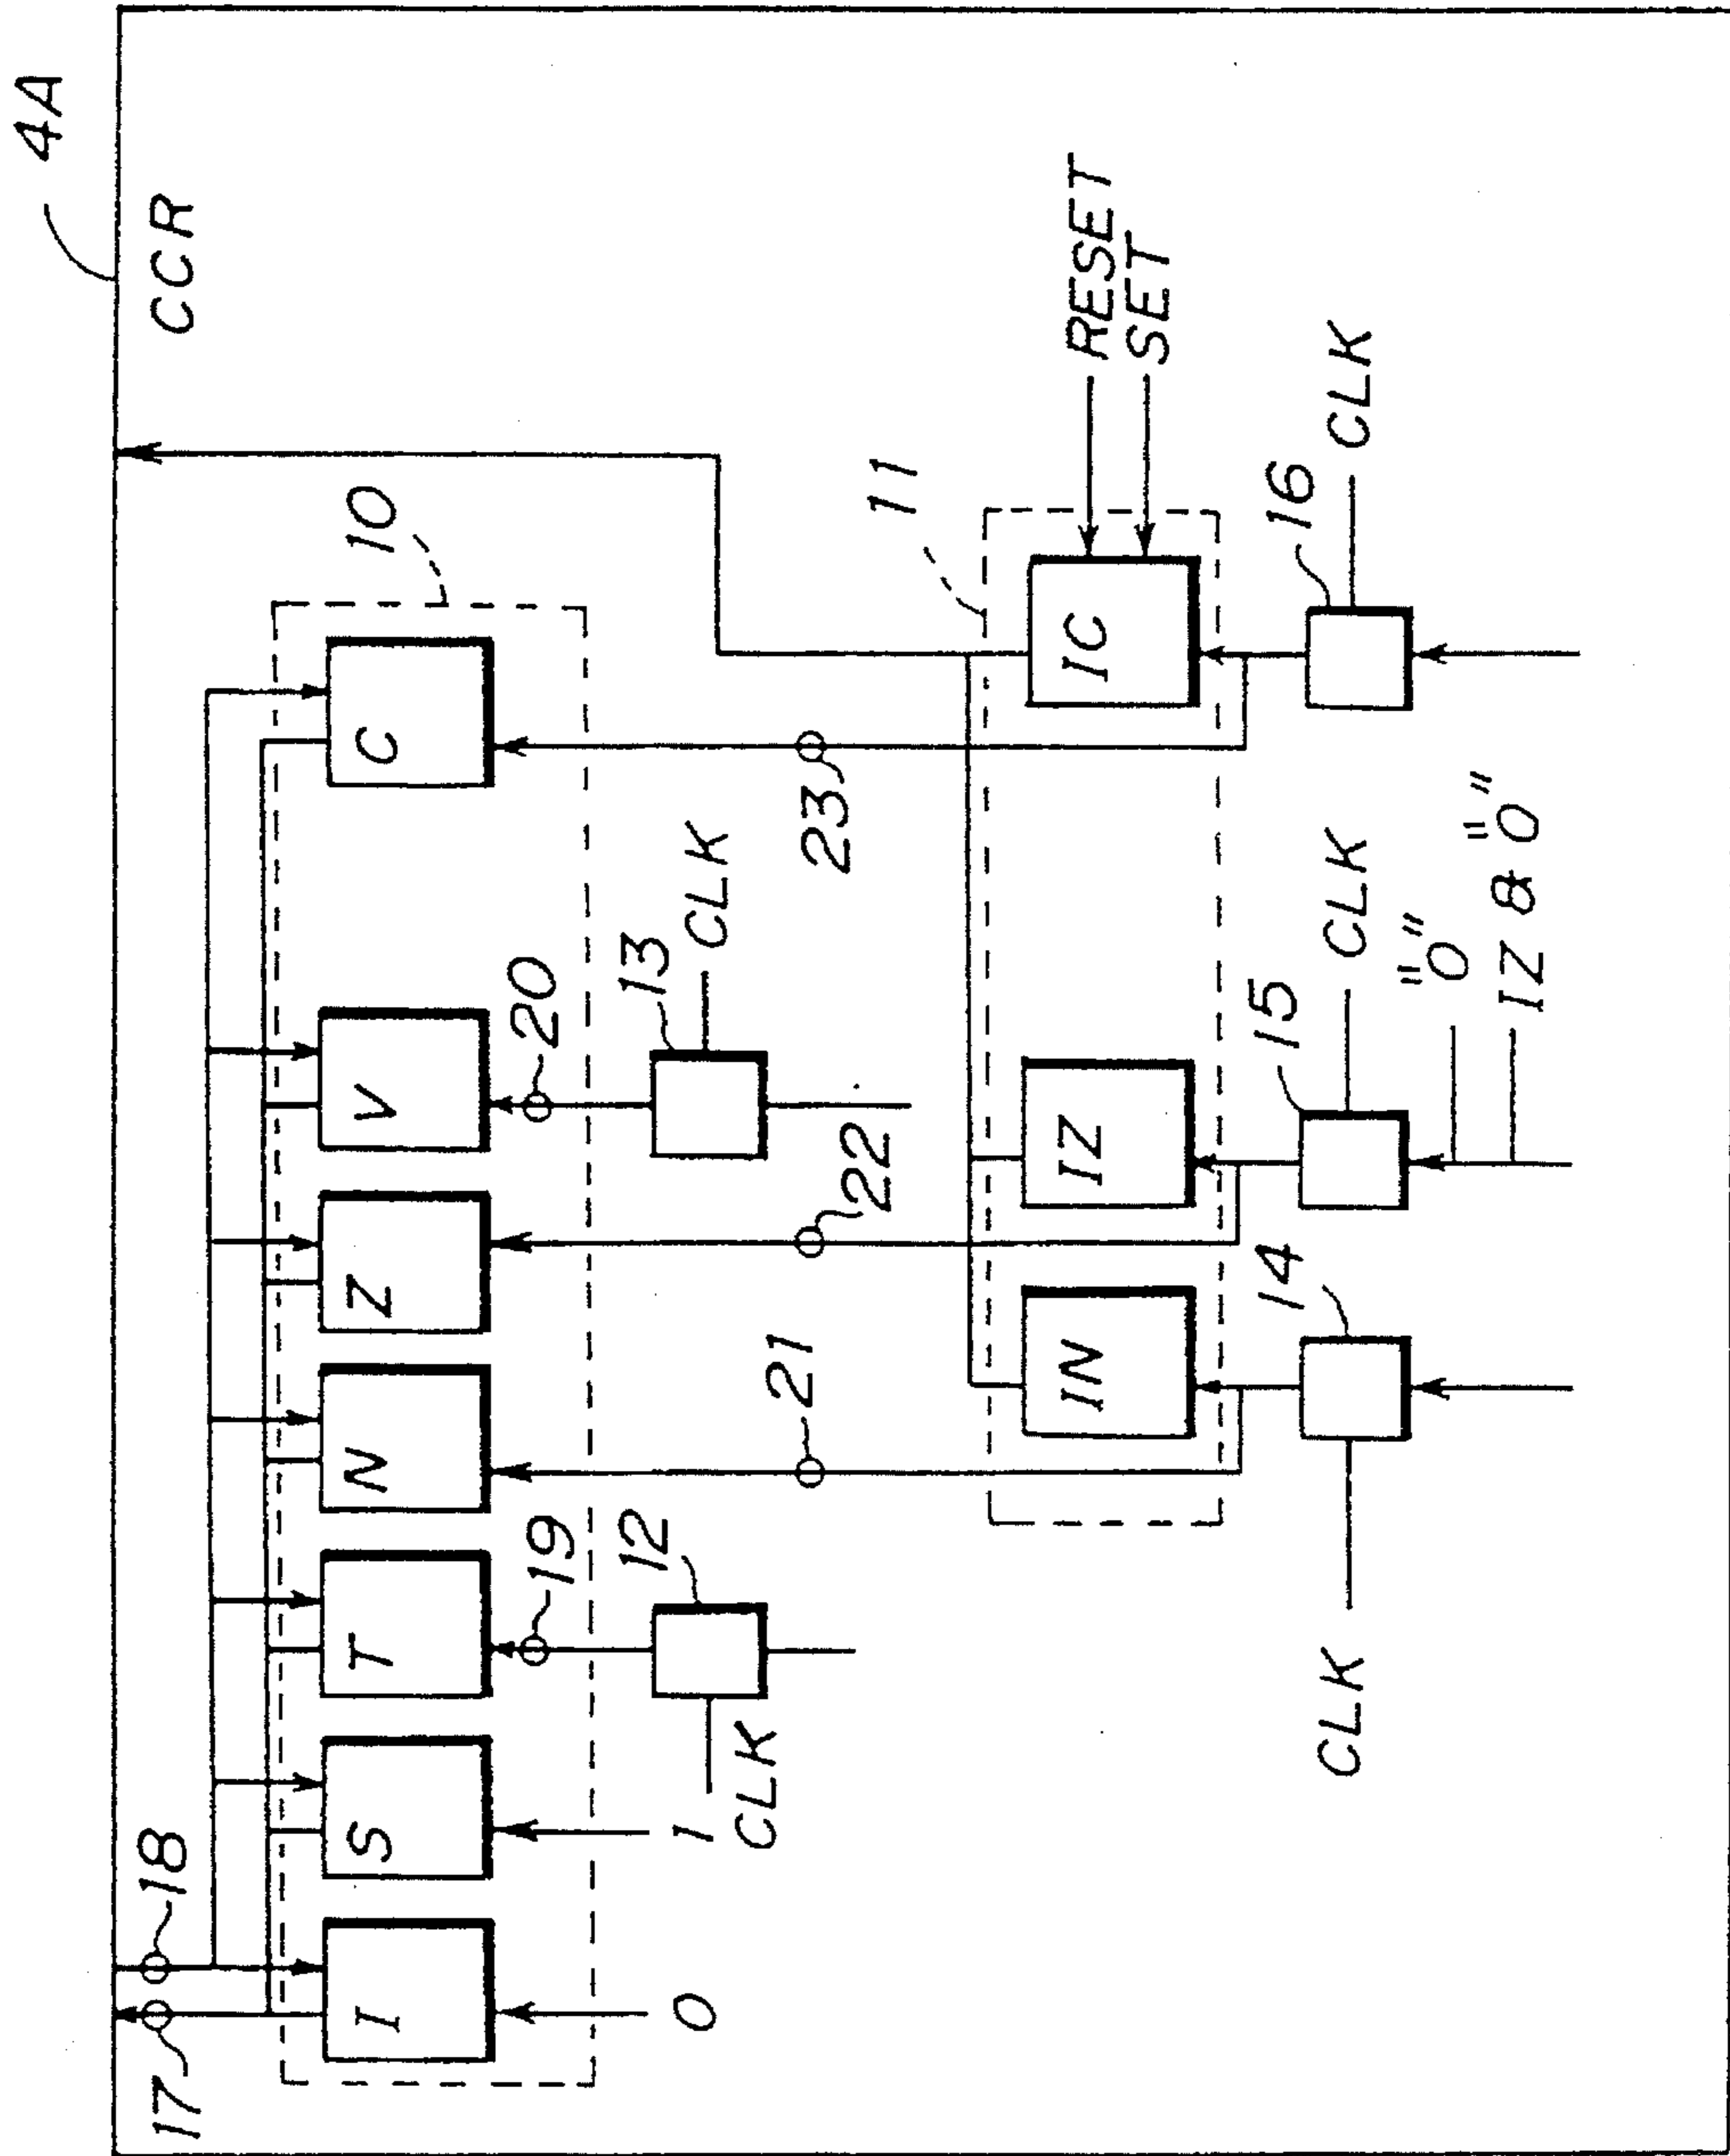 4A
CCR
17
18
10
I
S
T
N
Z
V
C
0
1
19
20
12
CLK
13
CLK
21
22
23
11
IN
IZ
IC
RESET
SET
14
CLK
15
CLK
16
CLK
"0"
IZ & "0"